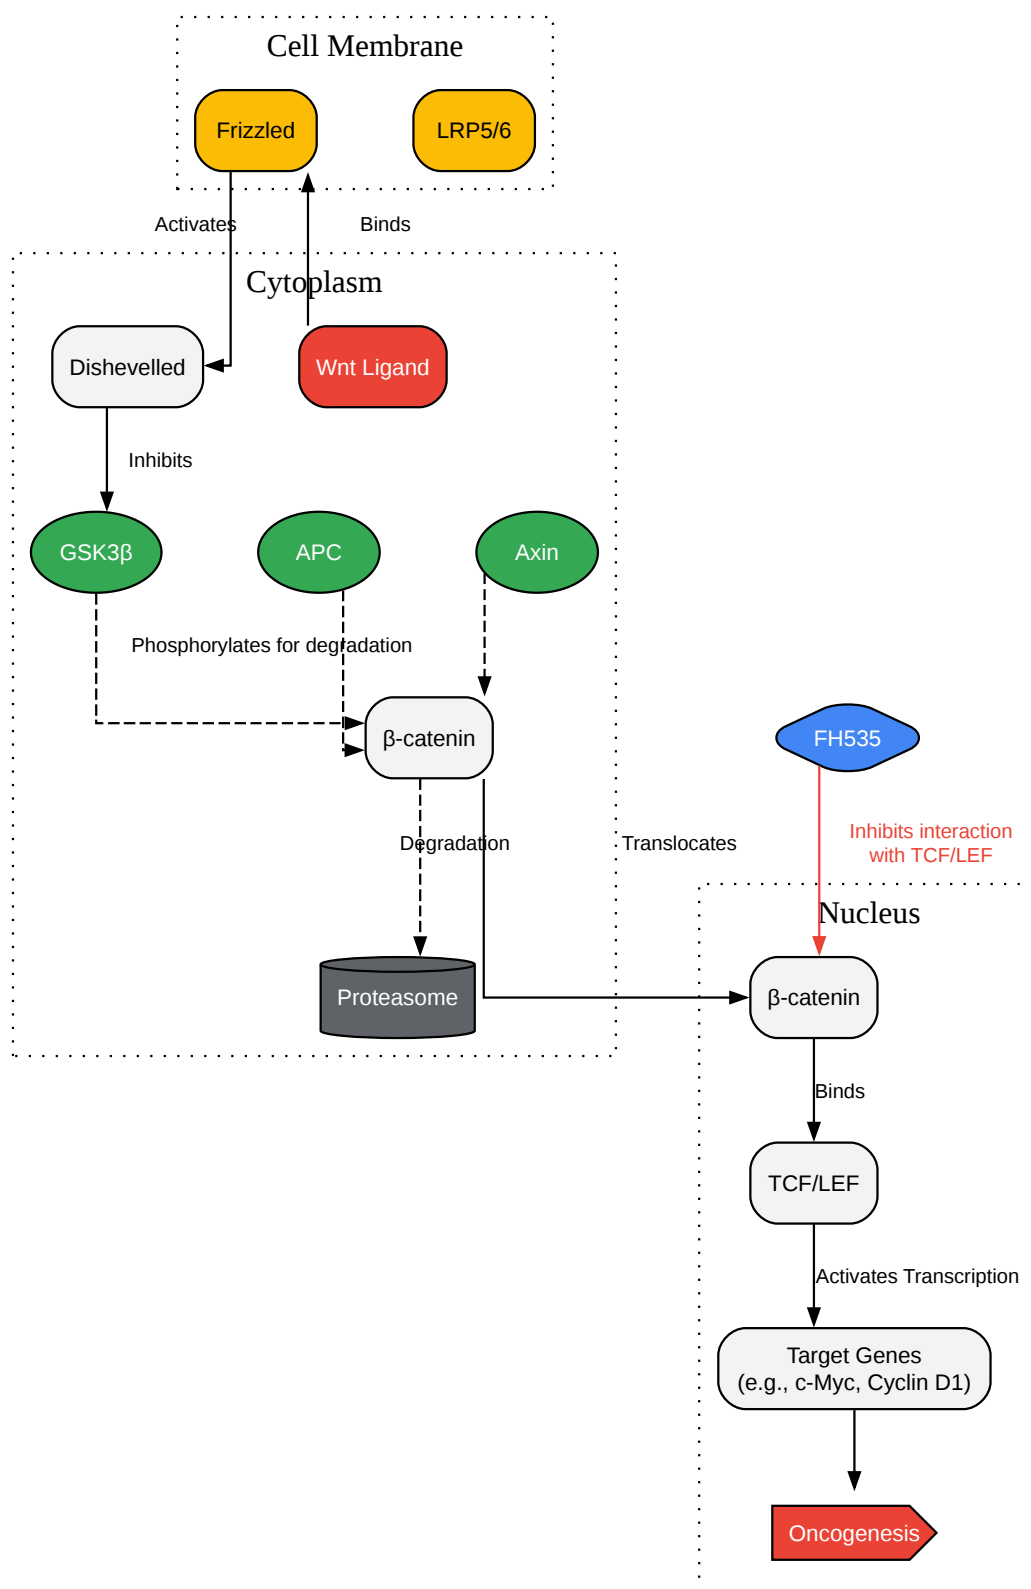 Cell Membrane
Frizzled
LRP5/6
Activates
Binds
Cytoplasm
Dishevelled
Wnt Ligand
Inhibits
GSK3β
APC
Axin
Phosphorylates for degradation
β-catenin
FH535
Degradation
Translocates
Inhibits interaction
with TCF/LEF
Nucleus
Proteasome
β-catenin
Binds
TCF/LEF
Activates Transcription
Target Genes
(e.g., c-Myc, Cyclin D1)
Oncogenesis